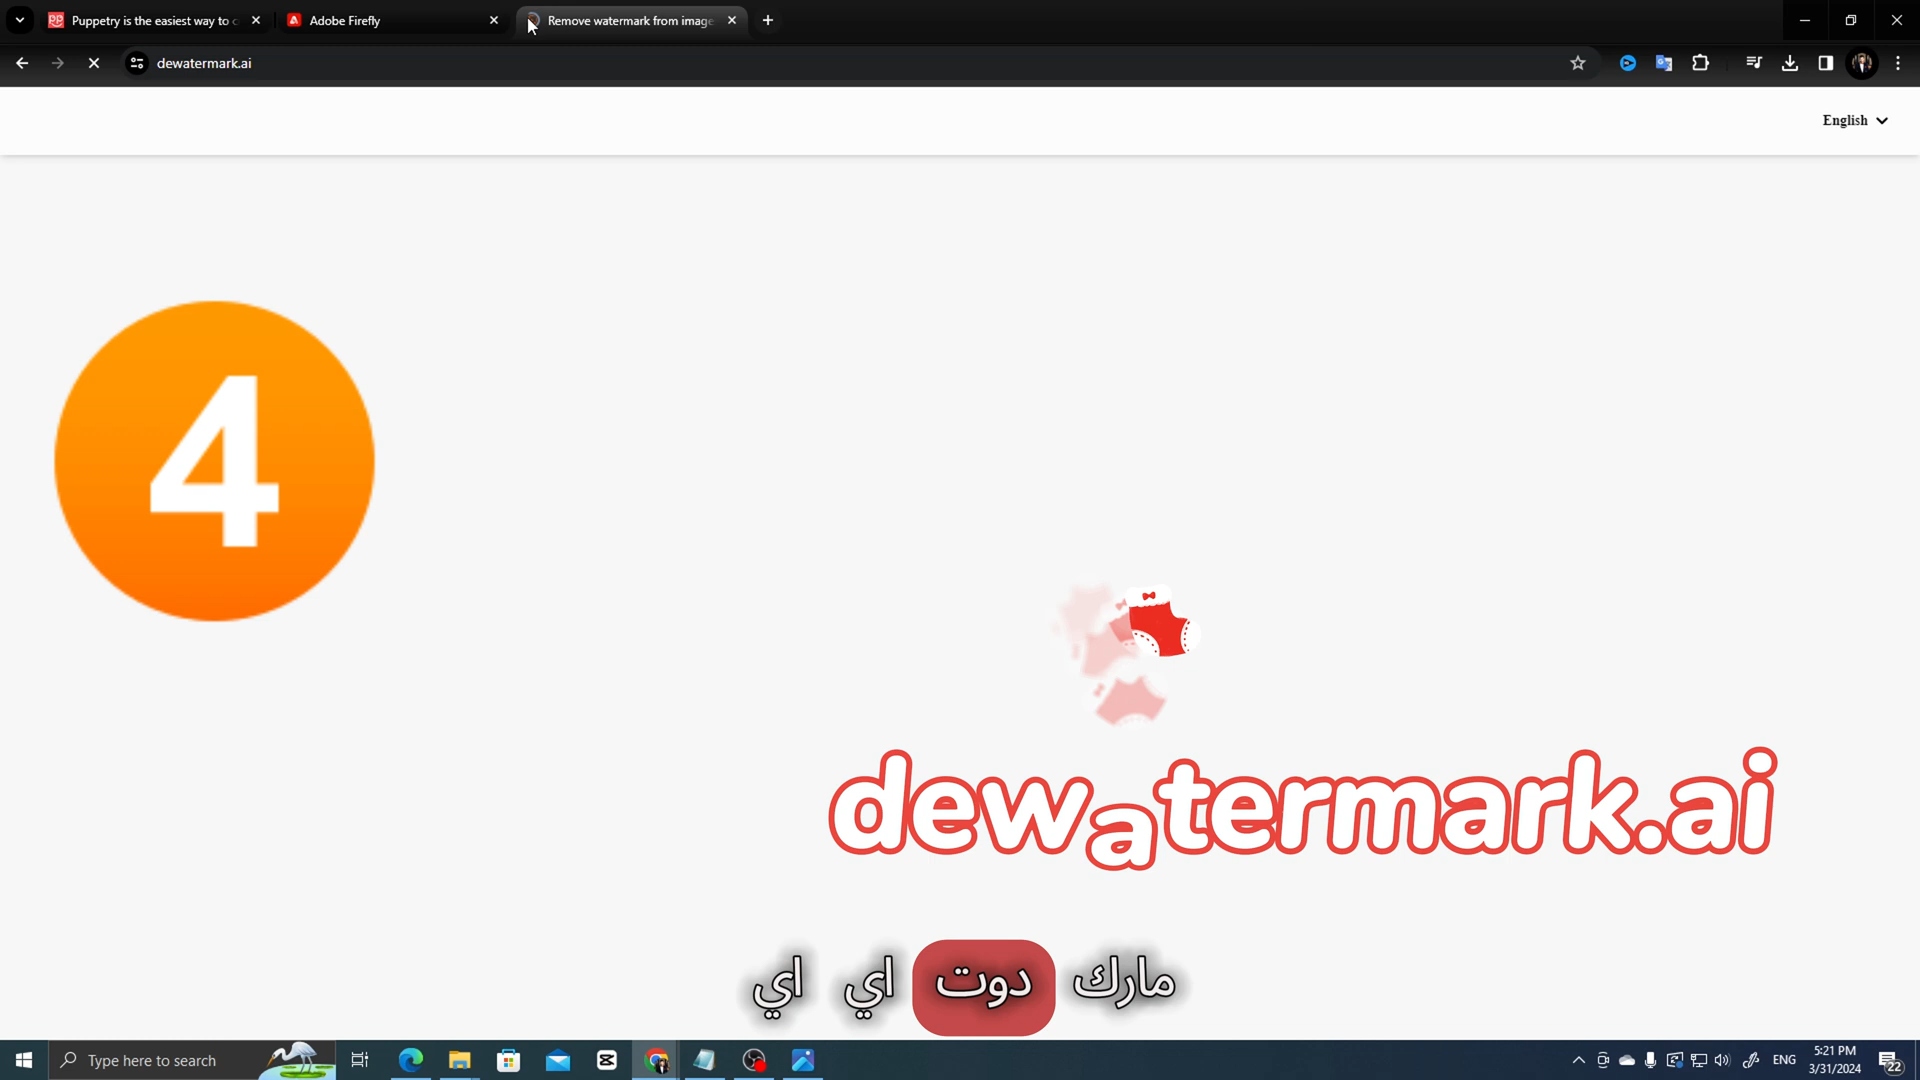 Puppetry is the easiest way to c
Adobe Firefly
Remove watermark from image
dewatermark.ai
English
4
dewatermark.ai
مارك دوت اي اي
Type here to search
ENG
5:21 PM
3/31/2024
22